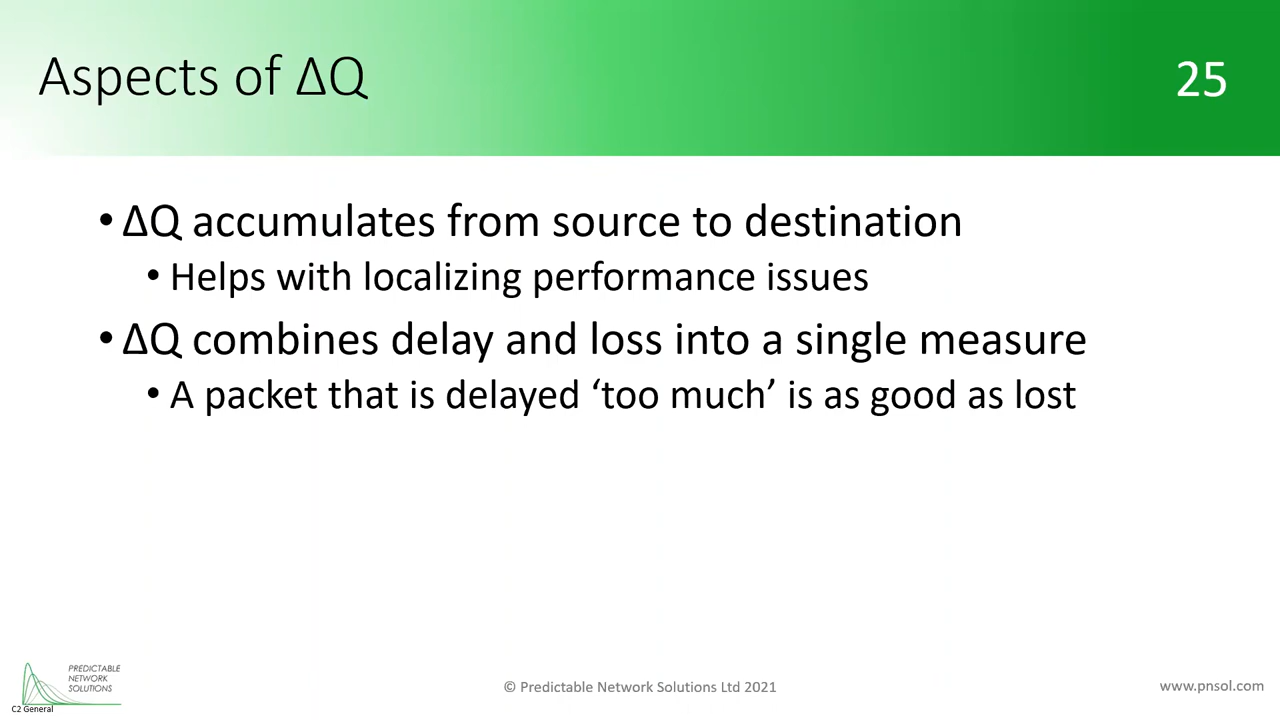 Aspects of ΔQ
25
• ΔQ accumulates from source to destination
• Helps with localizing performance issues
• ΔQ combines delay and loss into a single measure
• A packet that is delayed ‘too much’ is as good as lost
PREDICTABLE
NETWORK
SOLUTIONS
C2 General
© Predictable Network Solutions Ltd 2021
www.pnsol.com